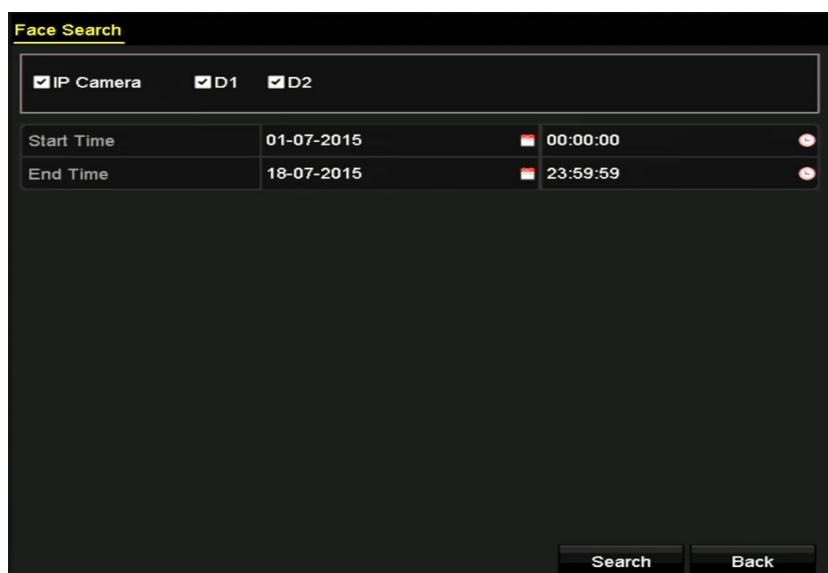 Face Search
IP Camera D1 D2
Start Time 01-07-2015 00:00:00
End Time 18-07-2015 23:59:59
Search Back